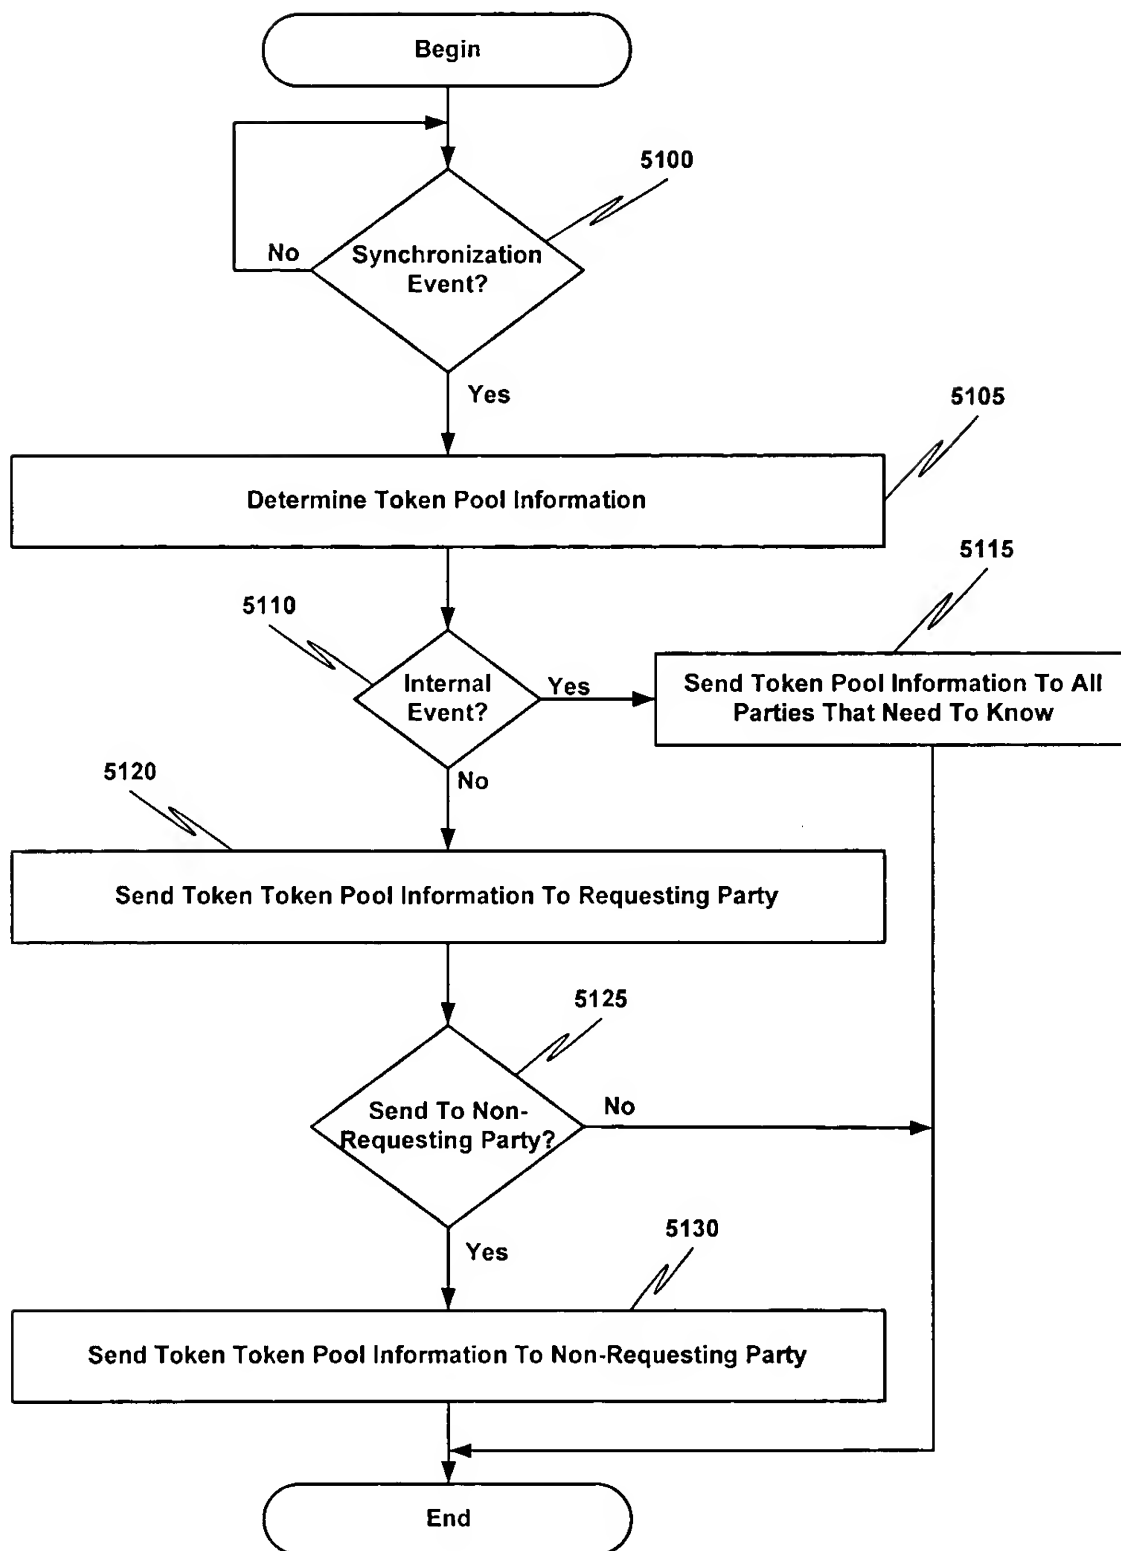 Begin
5100
No
Synchronization
Event?
Yes
5105
Determine Token Pool Information
5115
5110
Internal
Event?
Yes
Send Token Pool Information To All
Parties That Need To Know
No
5120
Send Token Token Pool Information To Requesting Party
5125
Send To Non-
Requesting Party?
No
5130
Yes
Send Token Token Pool Information To Non-Requesting Party
End